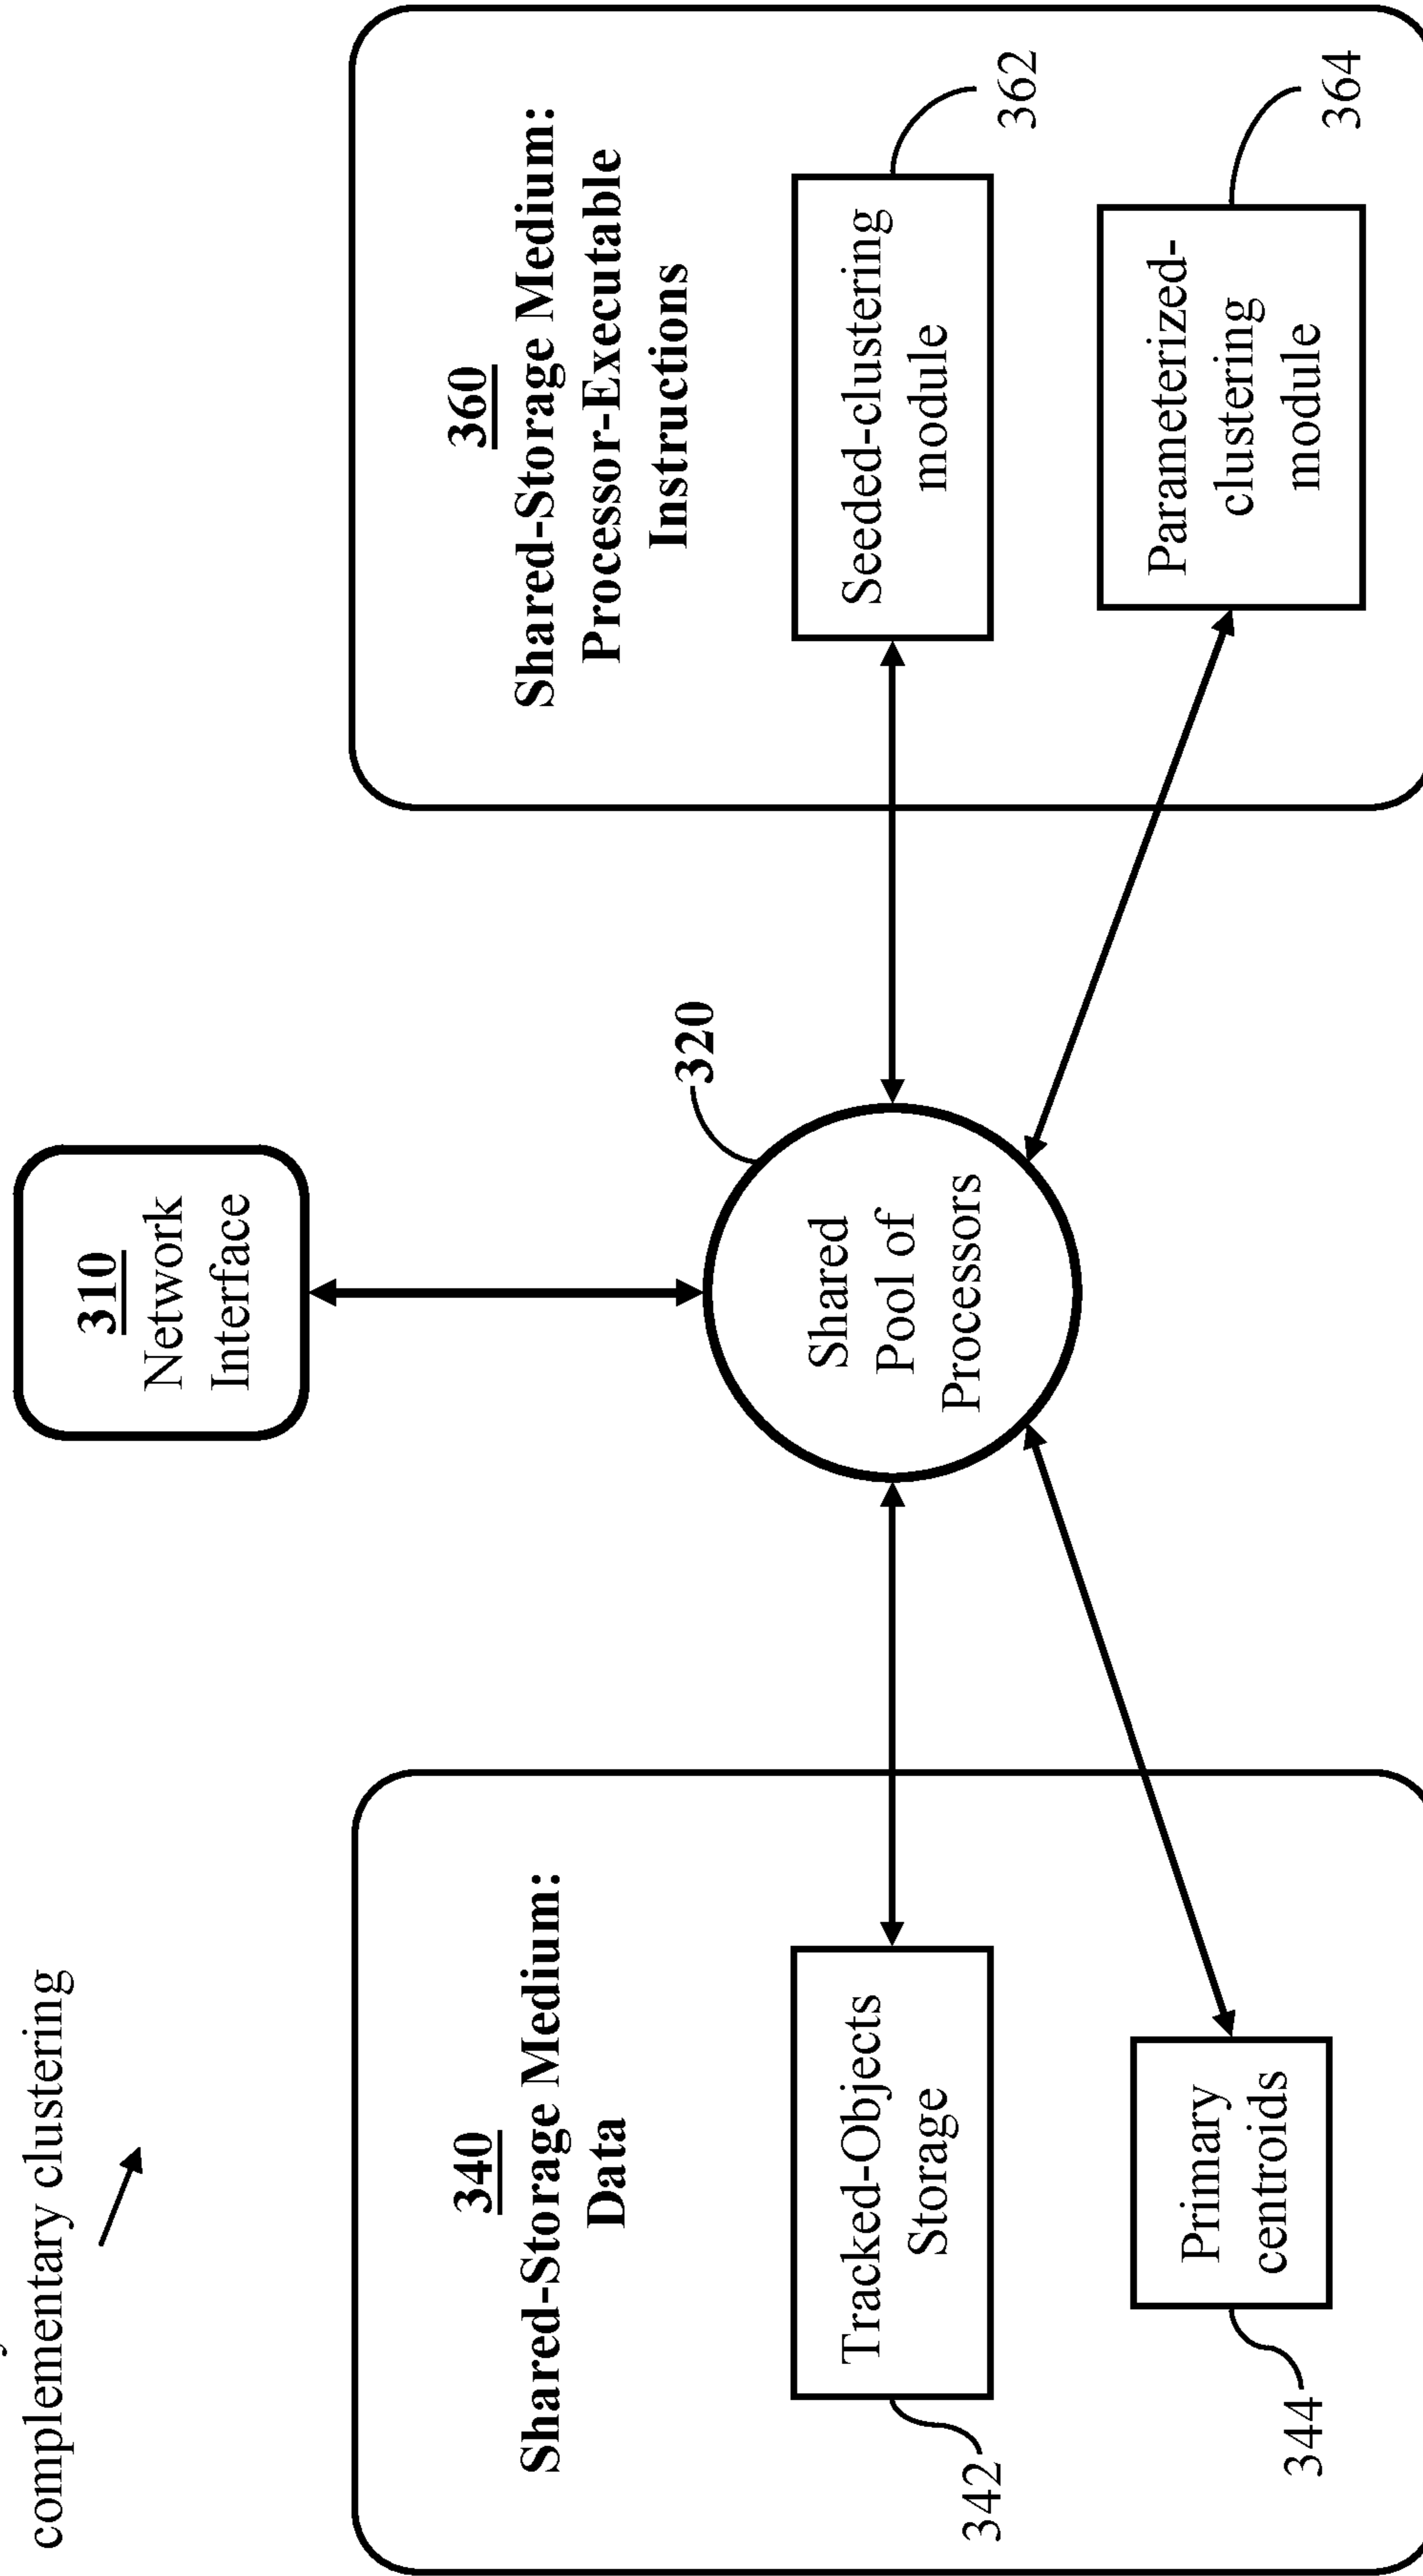 complementary clustering
310
Network
Interface
320
Shared
Pool of
Processors
340
Shared-Storage Medium:
Data
Tracked-Objects
Storage
342
Primary
centroids
344
360
Shared-Storage Medium:
Processor-Executable
Instructions
Seeded-clustering
module
362
Parameterized-
clustering
module
364